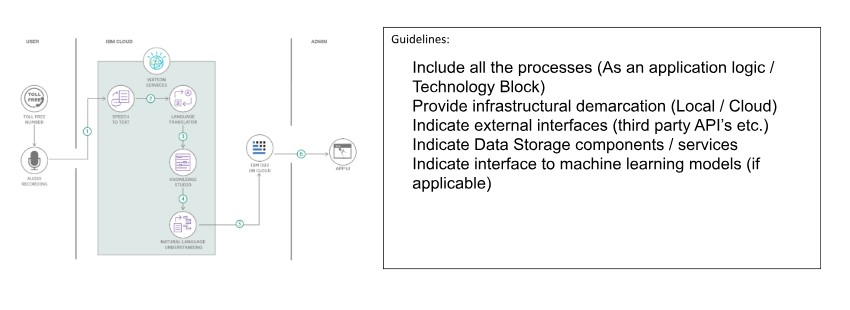 USER
IBM CLOUD
ADMIN
WATSON
SERVICES
TOLL
FREE
TOLL FREE
NUMBER
1
SPEECH
TO TEXT
2
LANGUAGE
TRANSLATOR
3
AUDIO
RECORDING
KNOWLEDGE
STUDIO
4
NATURAL LANGUAGE
UNDERSTANDING
5
IBM DB2
ON CLOUD
6
APP UI
Guidelines:
Include all the processes (As an application logic /
Technology Block)
Provide infrastructural demarcation (Local / Cloud)
Indicate external interfaces (third party API's etc.)
Indicate Data Storage components / services
Indicate interface to machine learning models (if
applicable)